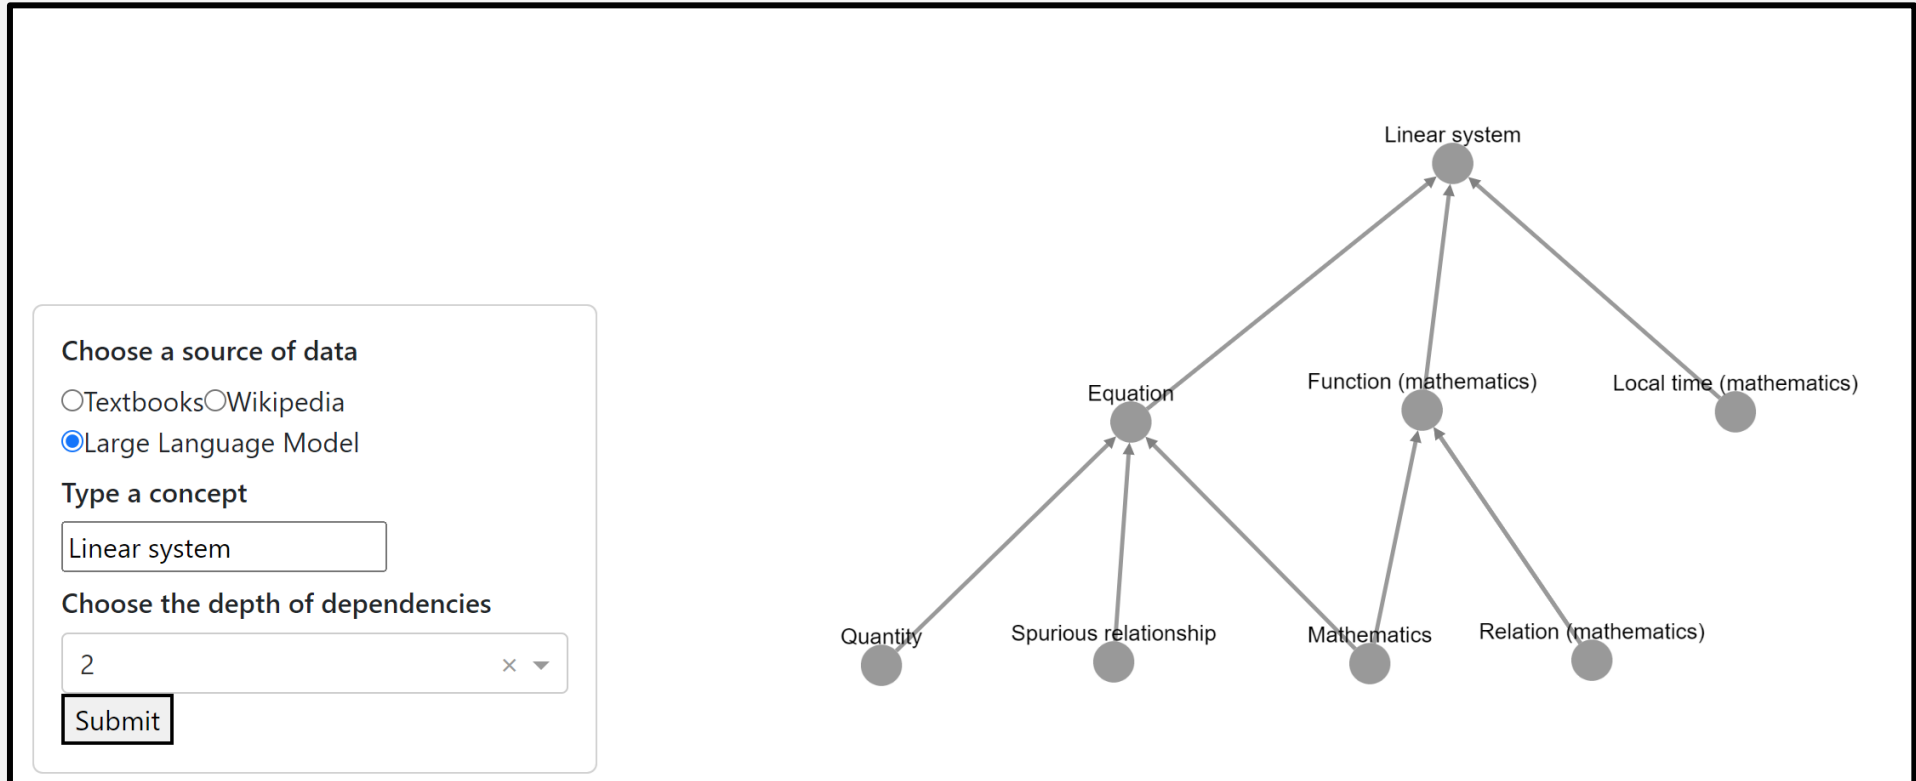 Choose a source of data
Textbooks Wikipedia
Large Language Model
Type a concept
Linear system
Choose the depth of dependencies
2
Submit
Linear system
Equation
Function (mathematics)
Local time (mathematics)
Quantity
Spurious relationship
Mathematics
Relation (mathematics)